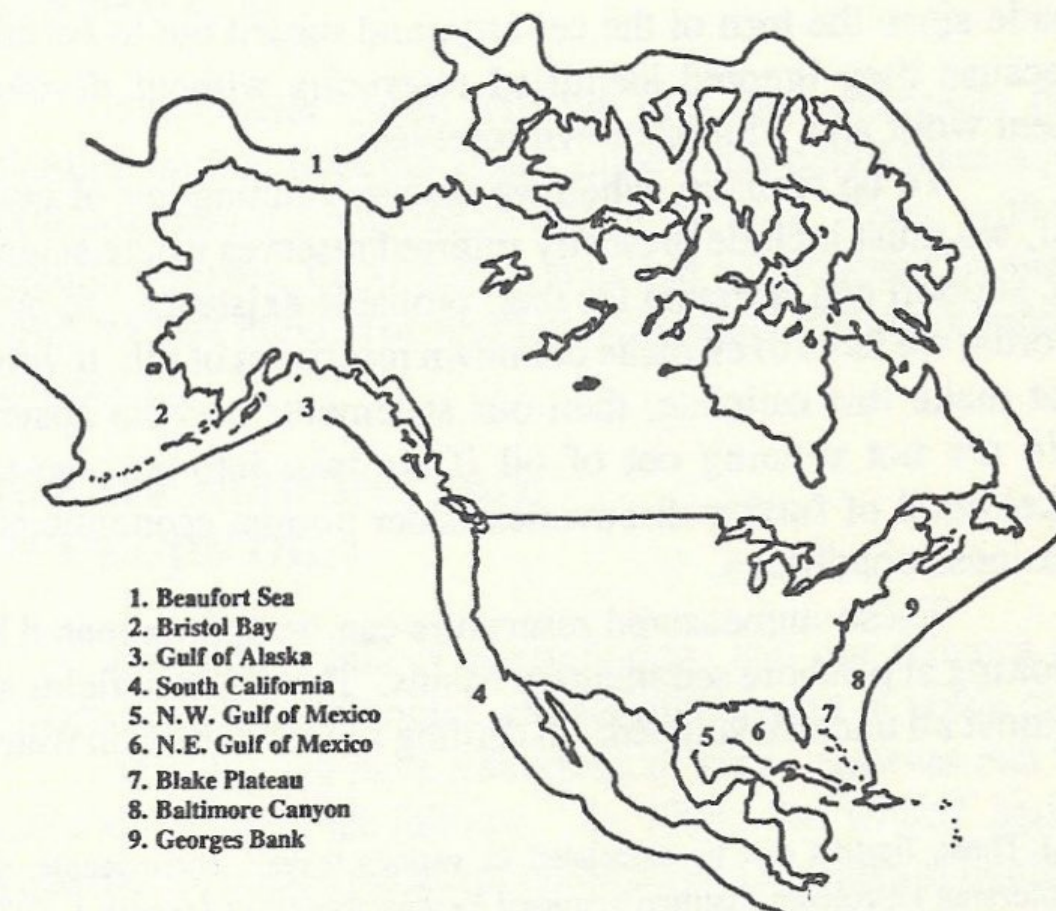 1
2
3
4
5
6
7
8
9
1. Beaufort Sea
2. Bristol Bay
3. Gulf of Alaska
4. South California
5. N.W. Gulf of Mexico
6. N.E. Gulf of Mexico
7. Blake Plateau
8. Baltimore Canyon
9. Georges Bank